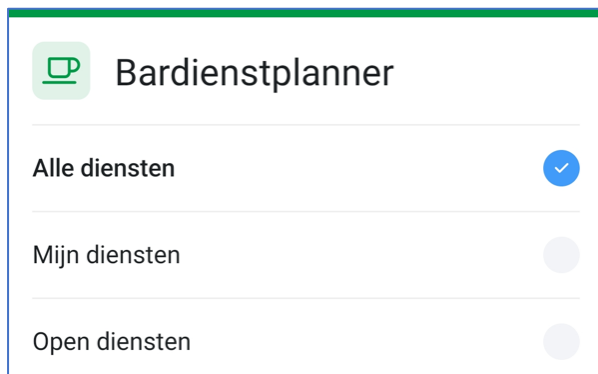 Bardienstplanner
Alle diensten
Mijn diensten
Open diensten